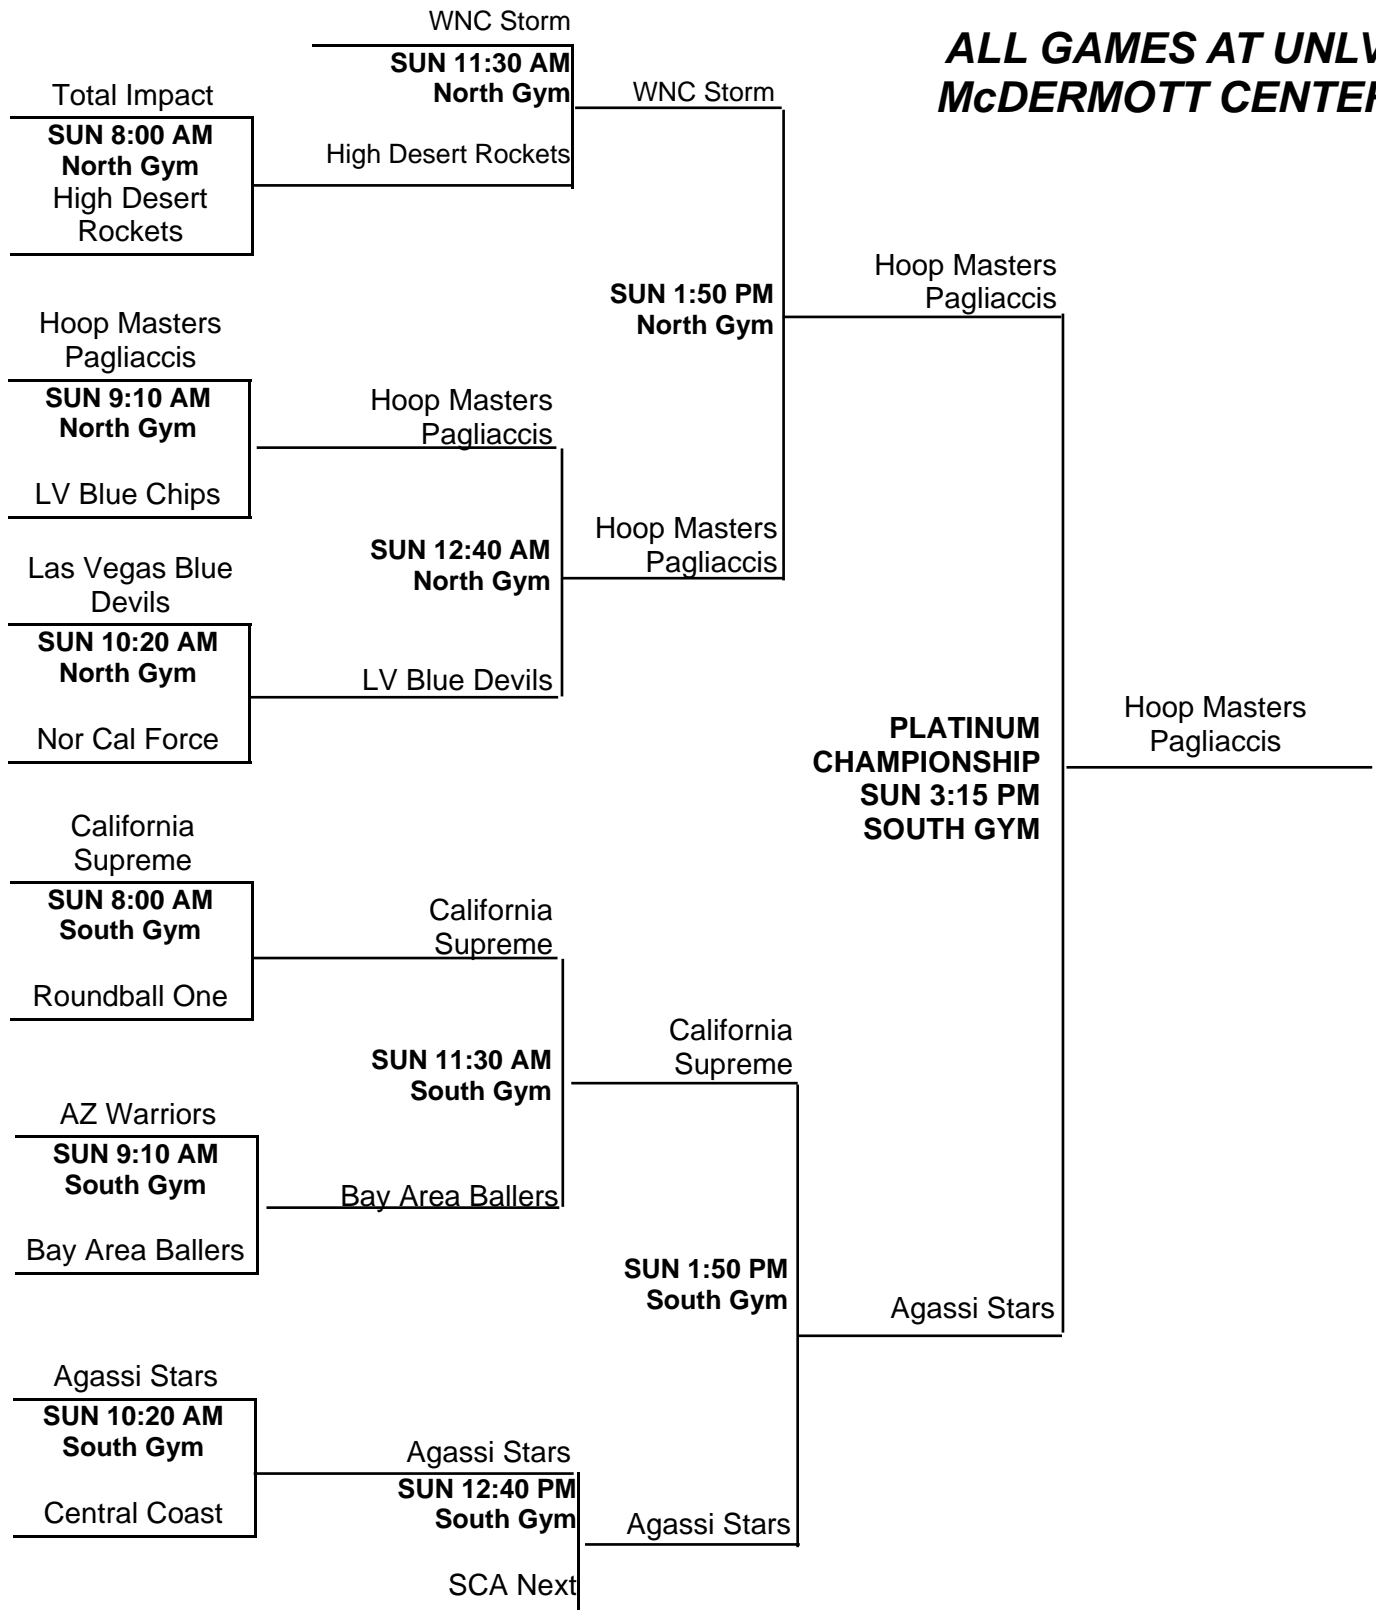 WNC Storm
ALL GAMES AT UNLV
McDERMOTT CENTER
SUN 11:30 AM
North Gym
WNC Storm
Total Impact
SUN 8:00 AM
North Gym
High Desert Rockets
High Desert
Rockets
Hoop Masters
Pagliaccis
SUN 1:50 PM
North Gym
Hoop Masters
Pagliaccis
SUN 9:10 AM
North Gym
Hoop Masters
Pagliaccis
LV Blue Chips
SUN 12:40 AM
North Gym
Hoop Masters
Pagliaccis
Las Vegas Blue
Devils
SUN 10:20 AM
North Gym
LV Blue Devils
Nor Cal Force
PLATINUM
CHAMPIONSHIP
SUN 3:15 PM
SOUTH GYM
Hoop Masters
Pagliaccis
California
Supreme
SUN 8:00 AM
South Gym
California
Supreme
Roundball One
SUN 11:30 AM
South Gym
California
Supreme
AZ Warriors
SUN 9:10 AM
South Gym
Bay Area Ballers
Bay Area Ballers
SUN 1:50 PM
South Gym
Agassi Stars
Agassi Stars
SUN 10:20 AM
South Gym
Agassi Stars
SUN 12:40 PM
South Gym
Central Coast
Agassi Stars
SCA Next